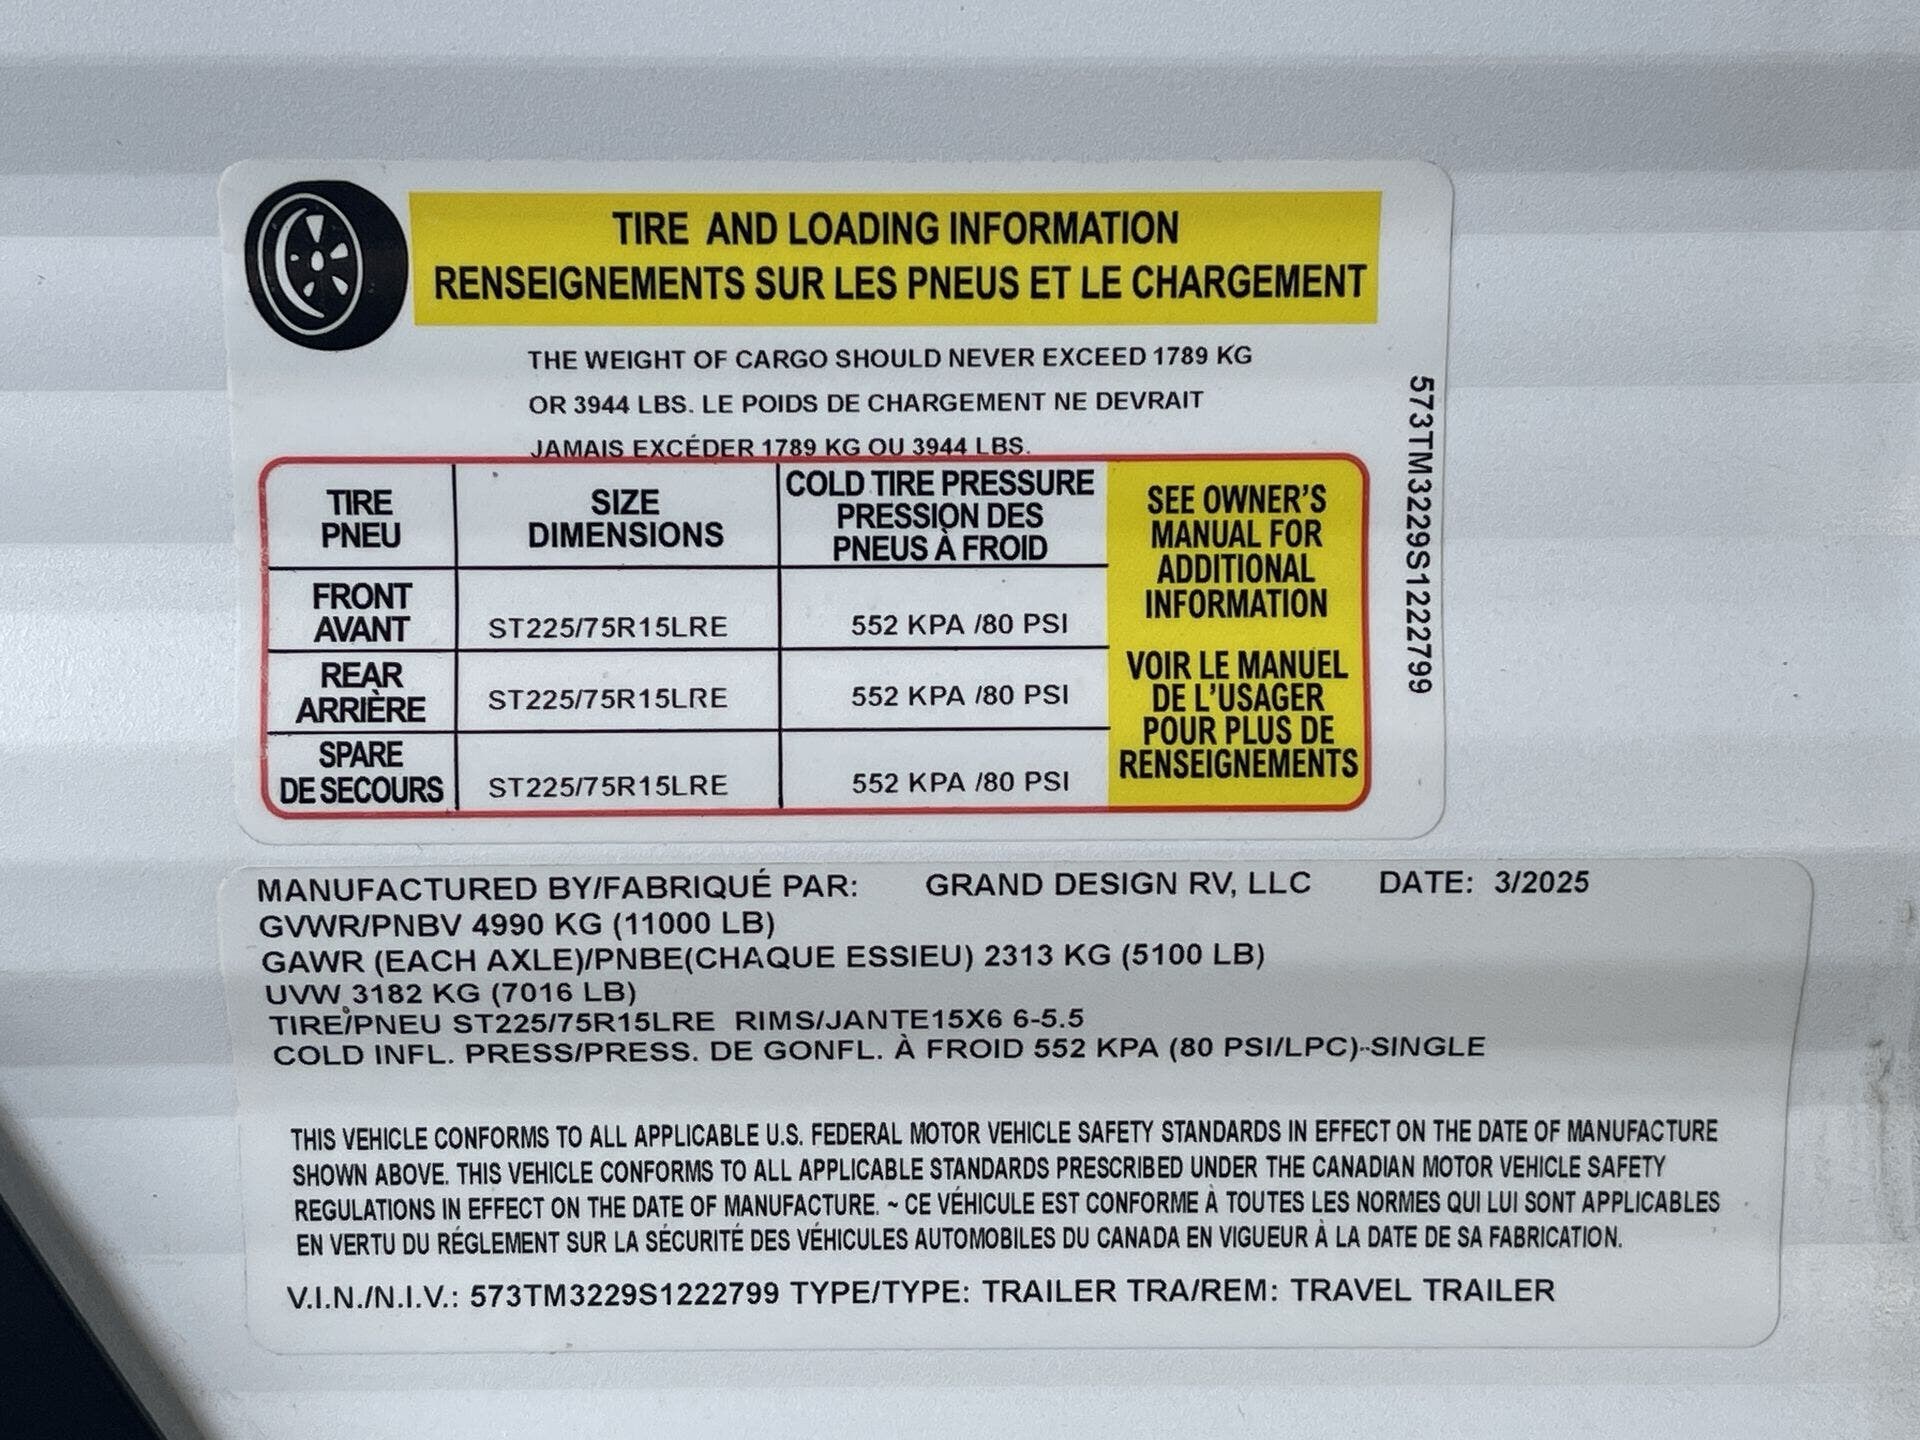 TIRE AND LOADING INFORMATION
RENSEIGNEMENTS SUR LES PNEUS ET LE CHARGEMENT
THE WEIGHT OF CARGO SHOULD NEVER EXCEED 1789 KG
OR 3944 LBS. LE POIDS DE CHARGEMENT NE DEVRAIT
JAMAIS EXCÉDER 1789 KG OU 3944 LBS.
TIRE
PNEU
SIZE
DIMENSIONS
COLD TIRE PRESSURE
PRESSION DES
PNEUS À FROID
FRONT
AVANT
ST225/75R15LRE
552 KPA /80 PSI
REAR
ARRIÈRE
ST225/75R15LRE
552 KPA /80 PSI
SPARE
DE SECOURS
ST225/75R15LRE
552 KPA /80 PSI
SEE OWNER'S
MANUAL FOR
ADDITIONAL
INFORMATION
VOIR LE MANUEL
DE L'USAGER
POUR PLUS DE
RENSEIGNEMENTS
573TM3229S1222799
MANUFACTURED BY/FABRIQUÉ PAR: GRAND DESIGN RV, LLC DATE: 3/2025
GVWR/PNBV 4990 KG (11000 LB)
GAWR (EACH AXLE)/PNBE(CHAQUE ESSIEU) 2313 KG (5100 LB)
UVW 3182 KG (7016 LB)
TIRE/PNEU ST225/75R15LRE RIMS/JANTE15X6 6-5.5
COLD INFL. PRESS/PRESS. DE GONFL. À FROID 552 KPA (80 PSI/LPC)-SINGLE
THIS VEHICLE CONFORMS TO ALL APPLICABLE U.S. FEDERAL MOTOR VEHICLE SAFETY STANDARDS IN EFFECT ON THE DATE OF MANUFACTURE
SHOWN ABOVE. THIS VEHICLE CONFORMS TO ALL APPLICABLE STANDARDS PRESCRIBED UNDER THE CANADIAN MOTOR VEHICLE SAFETY
REGULATIONS IN EFFECT ON THE DATE OF MANUFACTURE. ~ CE VÉHICULE EST CONFORME À TOUTES LES NORMES QUI LUI SONT APPLICABLES
EN VERTU DU RÉGLEMENT SUR LA SÉCURITÉ DES VÉHICULES AUTOMOBILES DU CANADA EN VIGUEUR À LA DATE DE SA FABRICATION.
V.I.N./N.I.V.: 573TM3229S1222799 TYPE/TYPE: TRAILER TRA/REM: TRAVEL TRAILER